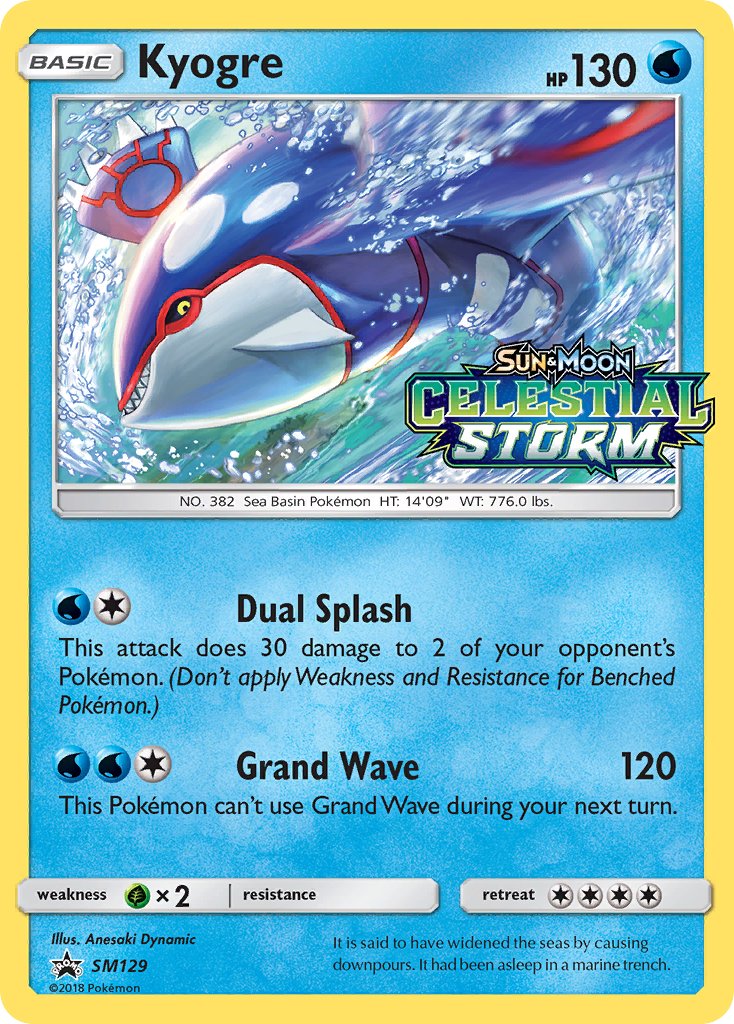 BASIC Kyogre HP 130
SUN & MOON
CELESTIAL
STORM
NO. 382 Sea Basin Pokémon HT: 14'09" WT: 776.0 lbs.
Dual Splash
This attack does 30 damage to 2 of your opponent's
Pokémon. (Don't apply Weakness and Resistance for Benched
Pokémon.)
Grand Wave 120
This Pokémon can't use Grand Wave during your next turn.
weakness × 2 resistance retreat
Illus. Anesaki Dynamic
PROMO SM129
©2018 Pokémon
It is said to have widened the seas by causing
downpours. It had been asleep in a marine trench.